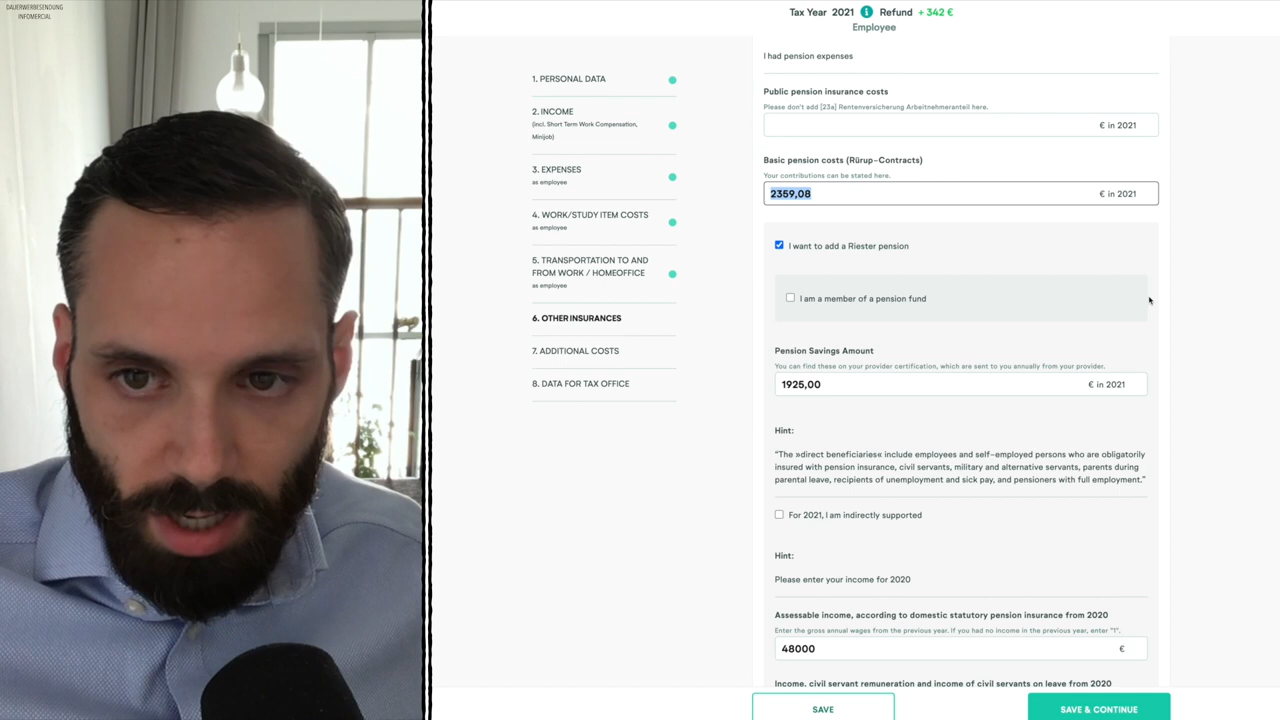 DAUERWERBESENDUNG
INFOMERCIAL
Tax Year 2021 i Refund + 342 €
Employee
1. PERSONAL DATA
2. INCOME
(incl. Short Term Work Compensation,
Minijob)
3. EXPENSES
as employee
4. WORK/STUDY ITEM COSTS
as employee
5. TRANSPORTATION TO AND
FROM WORK / HOMEOFFICE
as employee
6. OTHER INSURANCES
7. ADDITIONAL COSTS
8. DATA FOR TAX OFFICE
I had pension expenses
Public pension insurance costs
Please don't add [23a] Rentenversicherung Arbeitnehmeranteil here.
€ in 2021
Basic pension costs (Rürup-Contracts)
Your contributions can be stated here.
2359,08 € in 2021
I want to add a Riester pension
I am a member of a pension fund
Pension Savings Amount
You can find these on your provider certification, which are sent to you annually from your provider.
1925,00 € in 2021
Hint:
"The »direct beneficiaries« include employees and self-employed persons who are obligatorily
insured with pension insurance, civil servants, military and alternative servants, parents during
parental leave, recipients of unemployment and sick pay, and pensioners with full employment."
For 2021, I am indirectly supported
Hint:
Please enter your income for 2020
Assessable income, according to domestic statutory pension insurance from 2020
Enter the gross annual wages from the previous year. If you had no income in the previous year, enter "1".
48000 €
Income, civil servant remuneration and income of civil servants on leave from 2020
SAVE
SAVE & CONTINUE